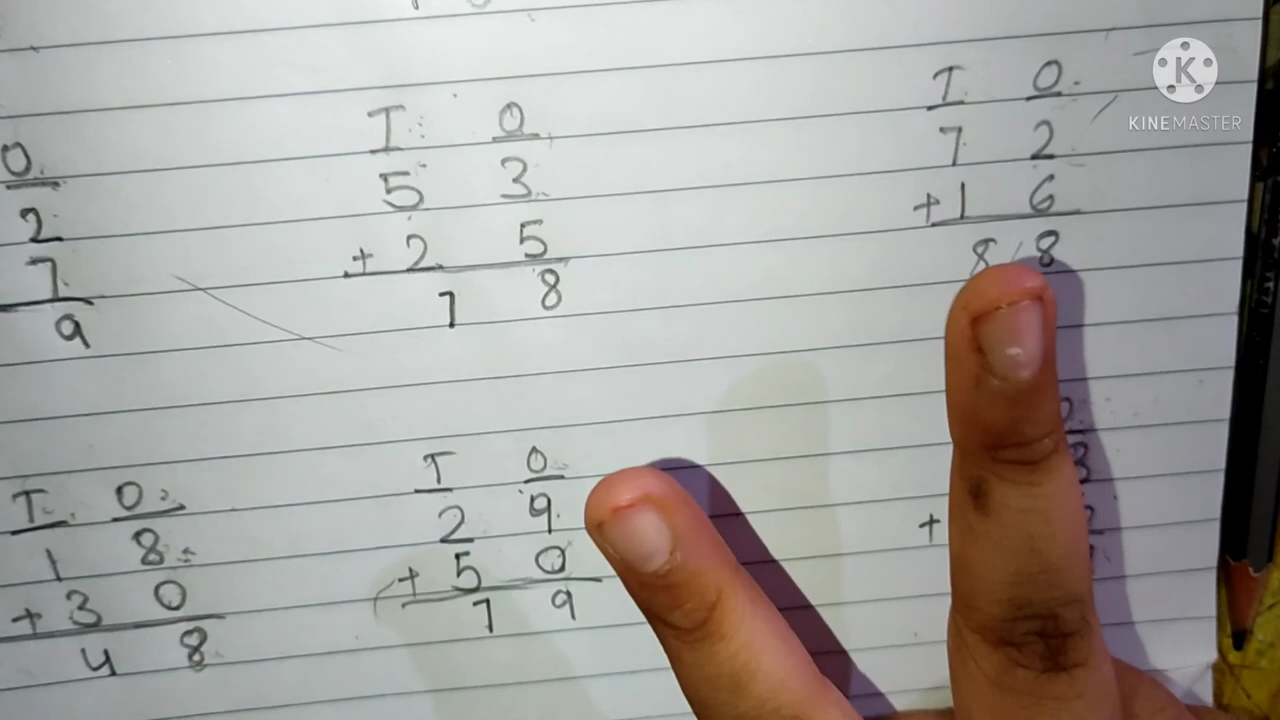 O
2
7
9
T O
5 3
+ 2 5
7 8
T O
7 2
+ 1 6
8 8
T O
1 8
+ 3 0
4 8
T O
2 9
+ 5 0
7 9
+
K
KINEMASTER